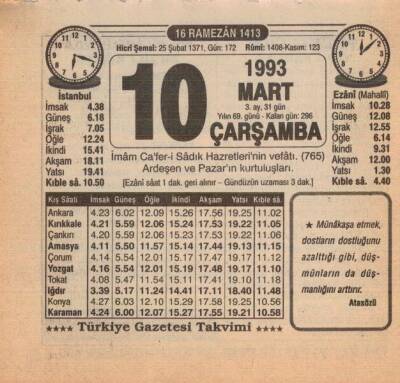 16 RAMEZÂN 1413
Hicrî Şemsî: 25 Şubat 1371, Gün: 172 Rûmî: 1408-Kasım: 123
10
1993
MART
3. ay, 31 gün
Yılın 69. günü - Kalan gün: 296
ÇARŞAMBA
İstanbul
İmsak 4.38
Güneş 6.18
İşrak 7.05
Öğle 12.24
İkindi 15.41
Akşam 18.11
Yatsı 19.41
Kıble sâ. 10.50
Ezânî (Mahallî)
İmsak 10.28
Güneş 12.08
İşrak 12.55
Öğle 6.14
İkindi 9.31
Akşam 12.00
Yatsı 1.30
Kıble sâ. 4.40
İmâm Ca'fer-i Sâdık Hazretleri'nin vefâtı. (765)
Ardeşen ve Pazar'ın kurtuluşları.
[Ezânî sâat 1 dak. geri alınır – Gündüzün uzaması 3 dak.]
Kış Sâati İmsak Güneş Öğle İkindi Akşam Yatsı Kıble sâ.
Ankara 4.23 6.02 12.09 15.26 17.56 19.25 11.02
Kırıkkale 4.21 5.59 12.06 15.24 17.53 19.22 11.05
Çankırı 4.20 5.59 12.06 15.23 17.53 19.22 11.06
Amasya 4.11 5.50 11.57 15.14 17.44 19.13 11.15
Çorum 4.14 5.54 12.01 15.17 17.47 19.17 11.11
Yozgat 4.16 5.54 12.01 15.19 17.48 19.17 11.10
Tokat 4.08 5.47 11.54 15.11 17.41 19.10 11.18
Iğdır 3.39 5.17 11.24 14.41 17.11 18.40 11.48
Konya 4.27 6.03 12.10 15.29 17.58 19.25 10.56
Karaman 4.24 6.00 12.07 15.27 17.55 19.21 10.58
★ Münâkaşa etmek,
dostların dostluğunu
azalttığı gibi, düş-
mûnların da düş-
manlığını arttırır.
Atasözü
★★★★ Türkiye Gazetesi Takvimi ★★★★